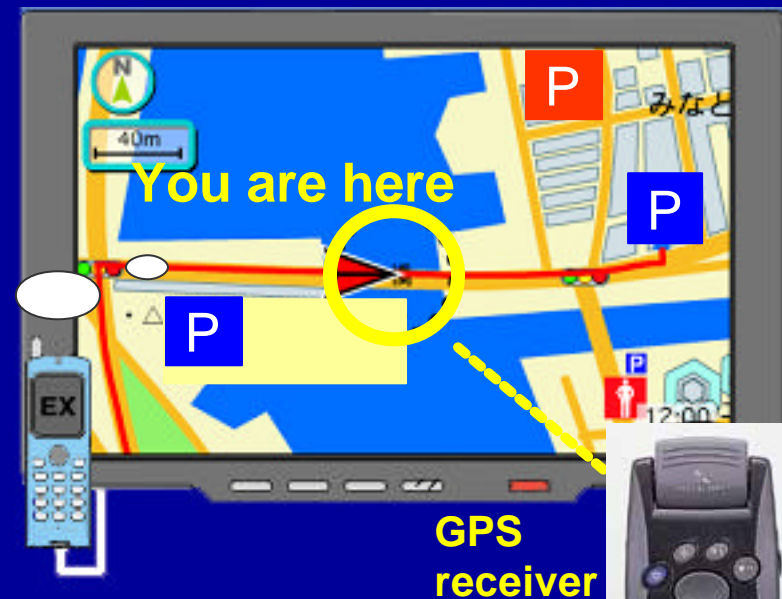 N
P
40m
みなと
You are here
P
P
P
EX
12:00
GPS
receiver